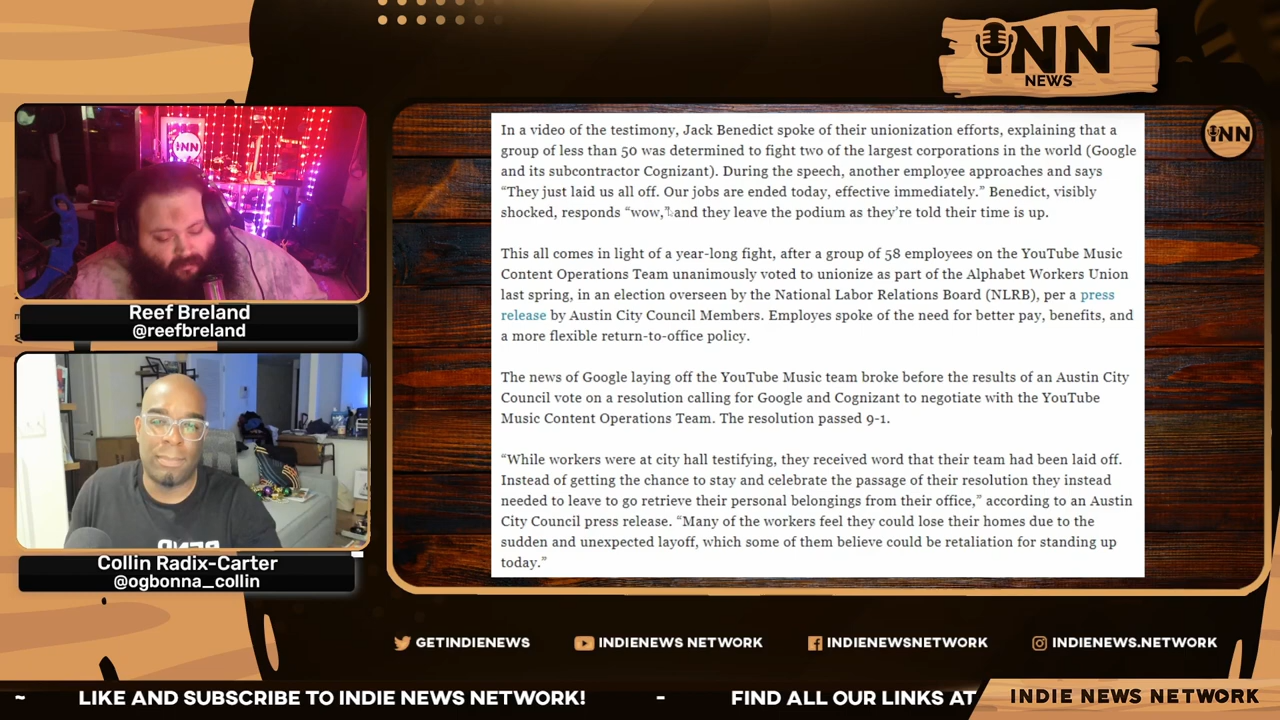 INN
NEWS
INN
INN
Reef Breland
@reefbreland
Collin Radix-Carter
@ogbonna_collin
In a video of the testimony, Jack Benedict spoke of their unionization efforts, explaining that a
group of less than 50 was determined to fight two of the largest corporations in the world (Google
and its subcontractor Cognizant). During the speech, another employee approaches and says
“They just laid us all off. Our jobs are ended today, effective immediately.” Benedict, visibly
shocked, responds “wow,” and they leave the podium as they’re told their time is up.
This all comes in light of a year-long fight, after a group of 58 employees on the YouTube Music
Content Operations Team unanimously voted to unionize as part of the Alphabet Workers Union
last spring, in an election overseen by the National Labor Relations Board (NLRB), per a press
release by Austin City Council Members. Employes spoke of the need for better pay, benefits, and
a more flexible return-to-office policy.
The news of Google laying off the YouTube Music team broke before the results of an Austin City
Council vote on a resolution calling for Google and Cognizant to negotiate with the YouTube
Music Content Operations Team. The resolution passed 9-1.
“While workers were at city hall testifying, they received word that their team had been laid off.
Instead of getting the chance to stay and celebrate the passage of their resolution they instead
needed to leave to go retrieve their personal belongings from their office,” according to an Austin
City Council press release. “Many of the workers feel they could lose their homes due to the
sudden and unexpected layoff, which some of them believe could be retaliation for standing up
today.”
GETINDIENEWS
INDIENEWS NETWORK
INDIENEWSNETWORK
INDIENEWS.NETWORK
~ LIKE AND SUBSCRIBE TO INDIE NEWS NETWORK! - FIND ALL OUR LINKS AT
INDIE NEWS NETWORK